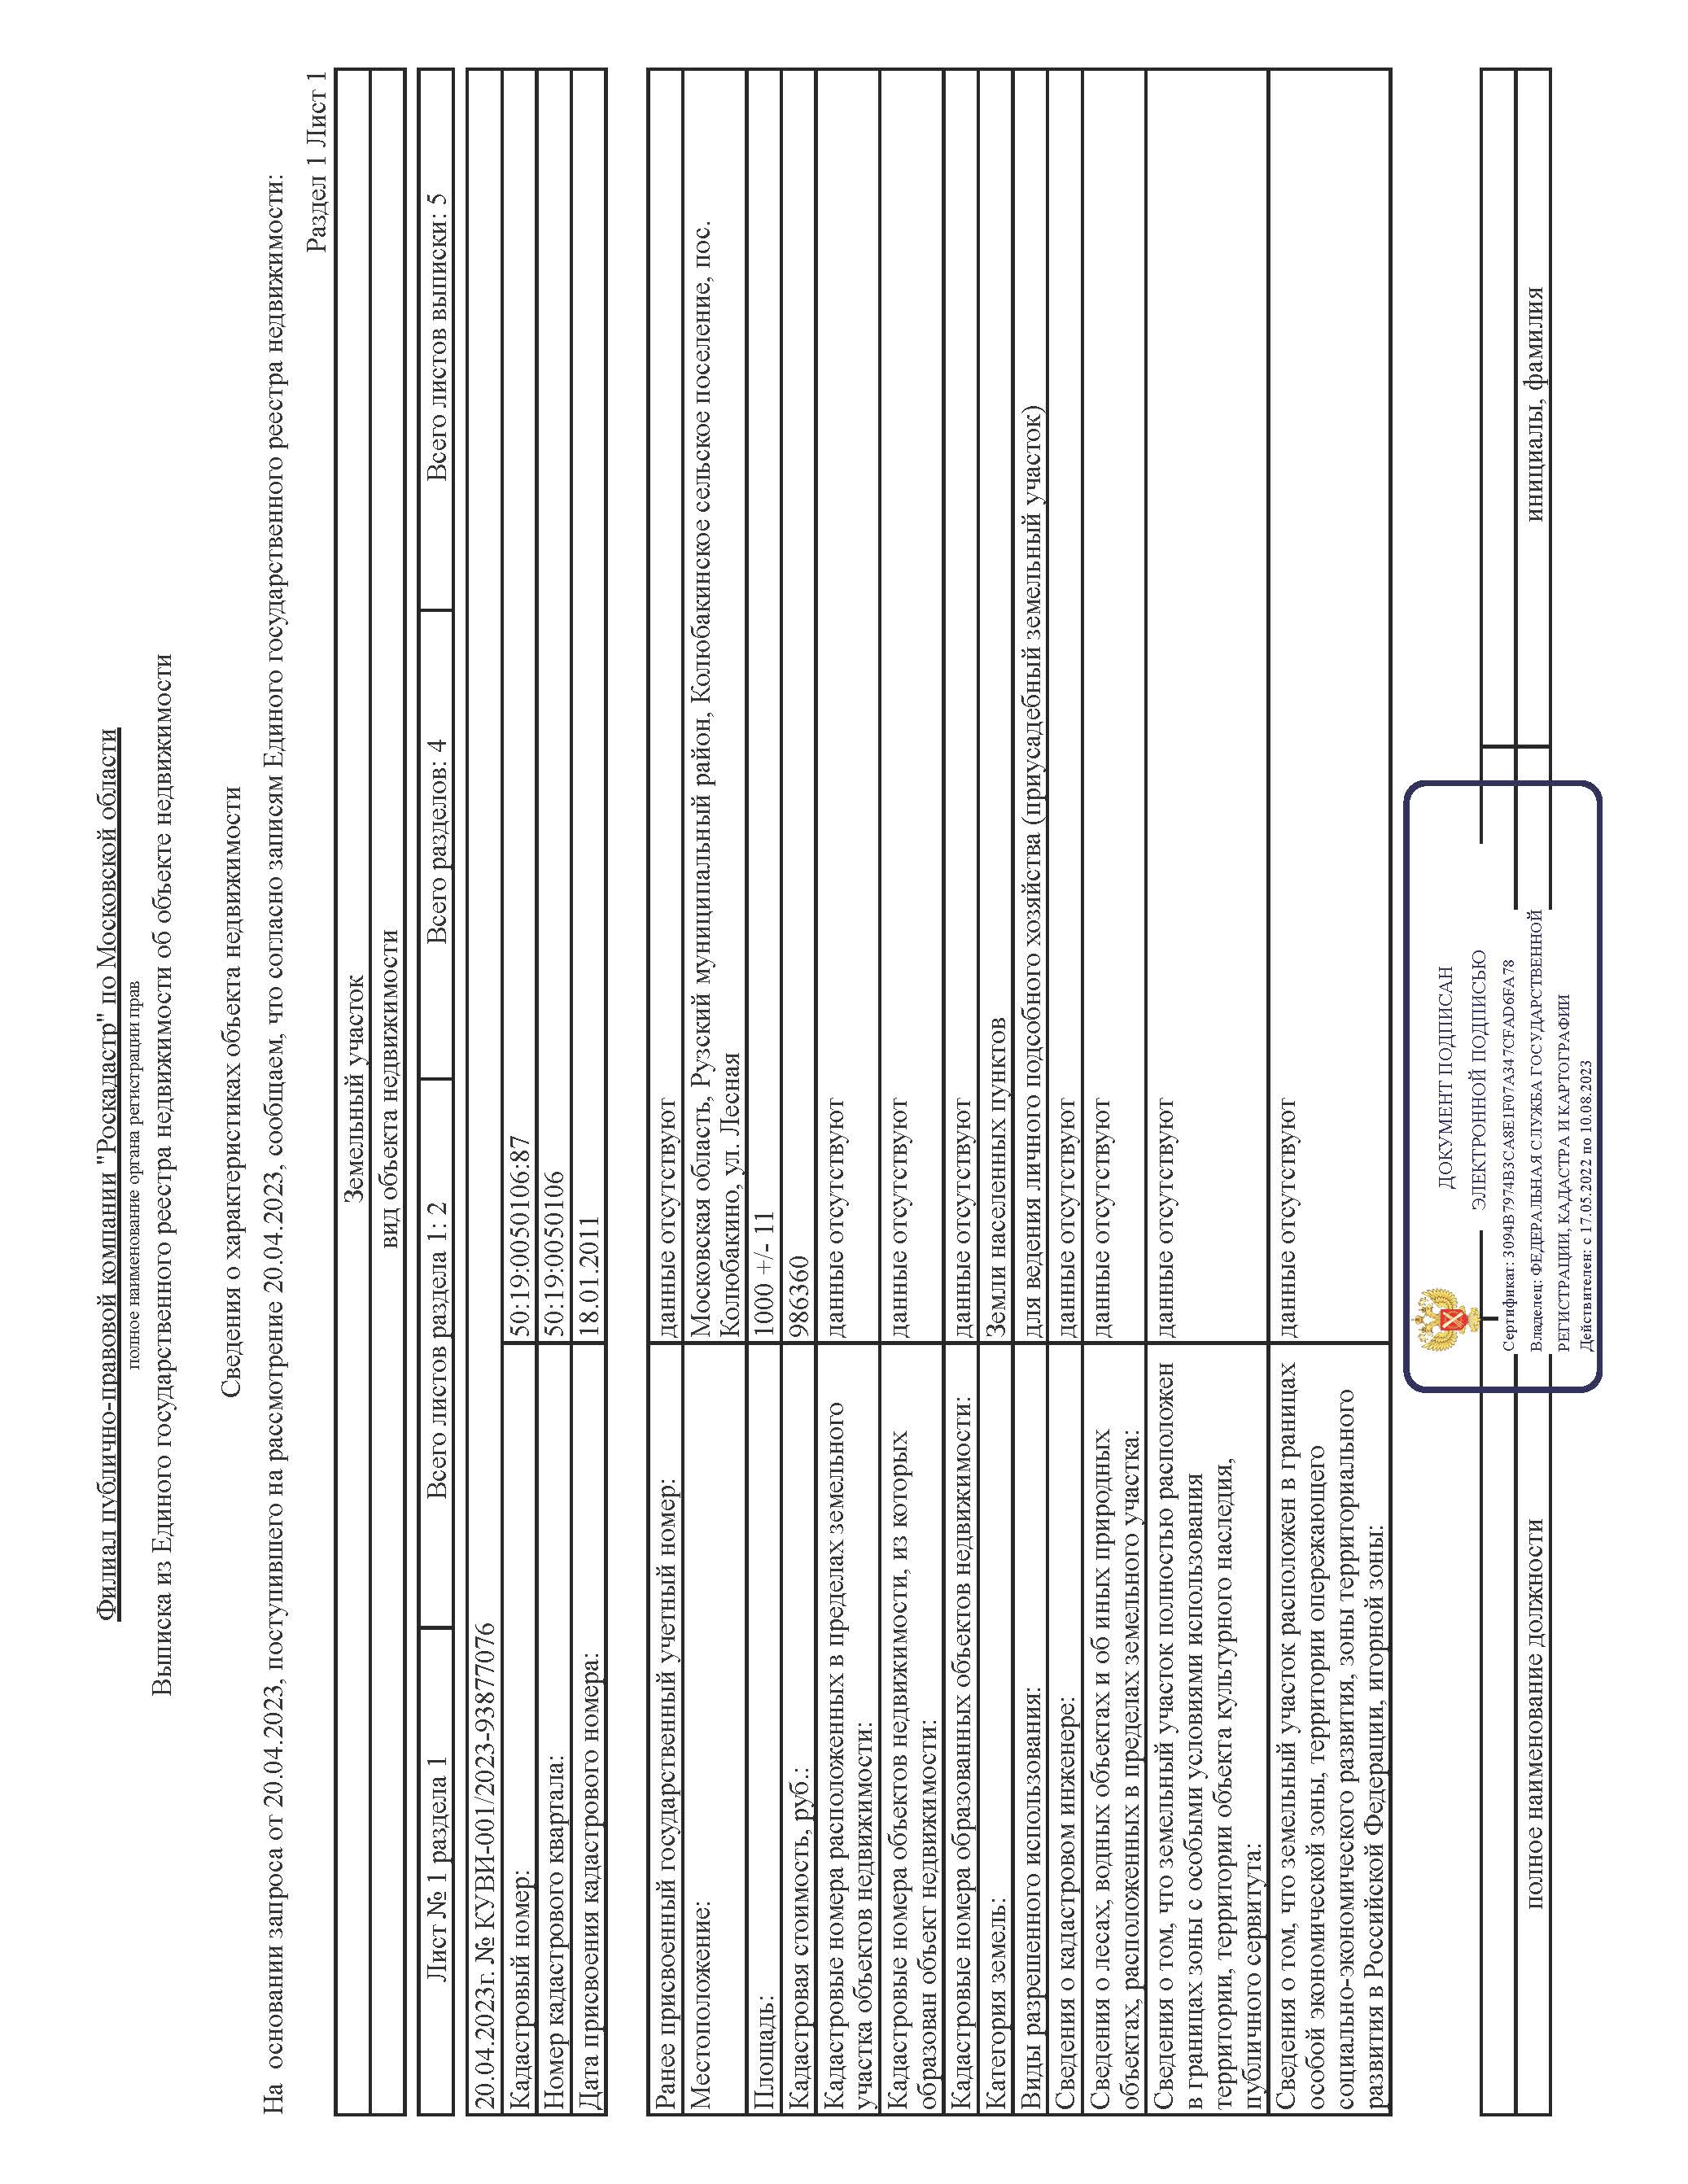 Филиал публично-правовой компании "Роскадастр" по Московской области
полное наименование органа регистрации прав
Выписка из Единого государственного реестра недвижимости об объекте недвижимости
Сведения о характеристиках объекта недвижимости
На основании запроса от 20.04.2023, поступившего на рассмотрение 20.04.2023, сообщаем, что согласно записям Единого государственного реестра недвижимости:
Раздел 1 Лист 1
Земельный участок
вид объекта недвижимости
Лист № 1 раздела 1 Всего листов раздела 1: 2 Всего разделов: 4 Всего листов выписки: 5
20.04.2023г. № КУВИ-001/2023-93877076
Кадастровый номер: 50:19:0050106:87
Номер кадастрового квартала: 50:19:0050106
Дата присвоения кадастрового номера: 18.01.2011
Ранее присвоенный государственный учетный номер: данные отсутствуют
Местоположение: Московская область, Рузский муниципальный район, Колюбакинское сельское поселение, пос.
Колюбакино, ул. Лесная
Площадь: 1000 +/- 11
Кадастровая стоимость, руб.: 986360
Кадастровые номера расположенных в пределах земельного данные отсутствуют
участка объектов недвижимости:
Кадастровые номера объектов недвижимости, из которых данные отсутствуют
образован объект недвижимости:
Кадастровые номера образованных объектов недвижимости: данные отсутствуют
Категория земель: Земли населенных пунктов
Виды разрешенного использования: для ведения личного подсобного хозяйства (приусадебный земельный участок)
Сведения о кадастровом инженере: данные отсутствуют
Сведения о лесах, водных объектах и об иных природных данные отсутствуют
объектах, расположенных в пределах земельного участка:
Сведения о том, что земельный участок полностью расположен данные отсутствуют
в границах зоны с особыми условиями использования
территории, территории объекта культурного наследия,
публичного сервитута:
Сведения о том, что земельный участок расположен в границах данные отсутствуют
особой экономической зоны, территории опережающего
социально-экономического развития, зоны территориального
развития в Российской Федерации, игорной зоны:
ДОКУМЕНТ ПОДПИСАН
ЭЛЕКТРОННОЙ ПОДПИСЬЮ
Сертификат: 3094B7974B3CA8E1F07A347CFAD6FA78
Владелец: ФЕДЕРАЛЬНАЯ СЛУЖБА ГОСУДАРСТВЕННОЙ
РЕГИСТРАЦИИ, КАДАСТРА И КАРТОГРАФИИ
Действителен: с 17.05.2022 по 10.08.2023
полное наименование должности инициалы, фамилия